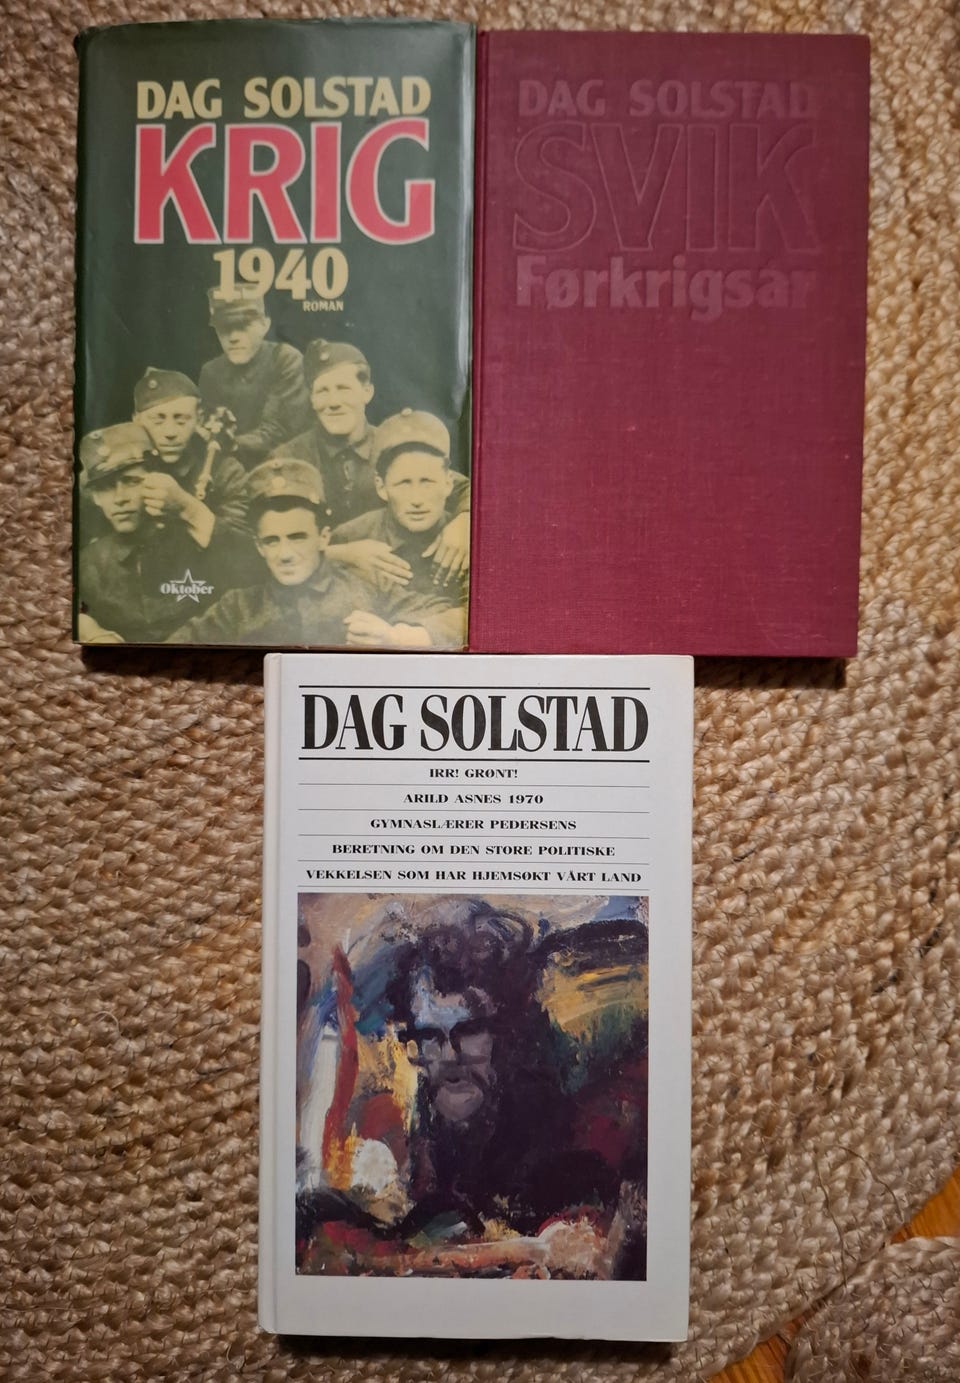 DAG SOLSTAD
KRIG
1940
ROMAN
Oktober
DAG SOLSTAD
SVIK
Førkrigsår
DAG SOLSTAD
IRR! GRØNT!
ARILD ASNES 1970
GYMNASLÆRER PEDERSENS
BERETNING OM DEN STORE POLITISKE
VEKKELSEN SOM HAR HJEMSØKT VÅRT LAND